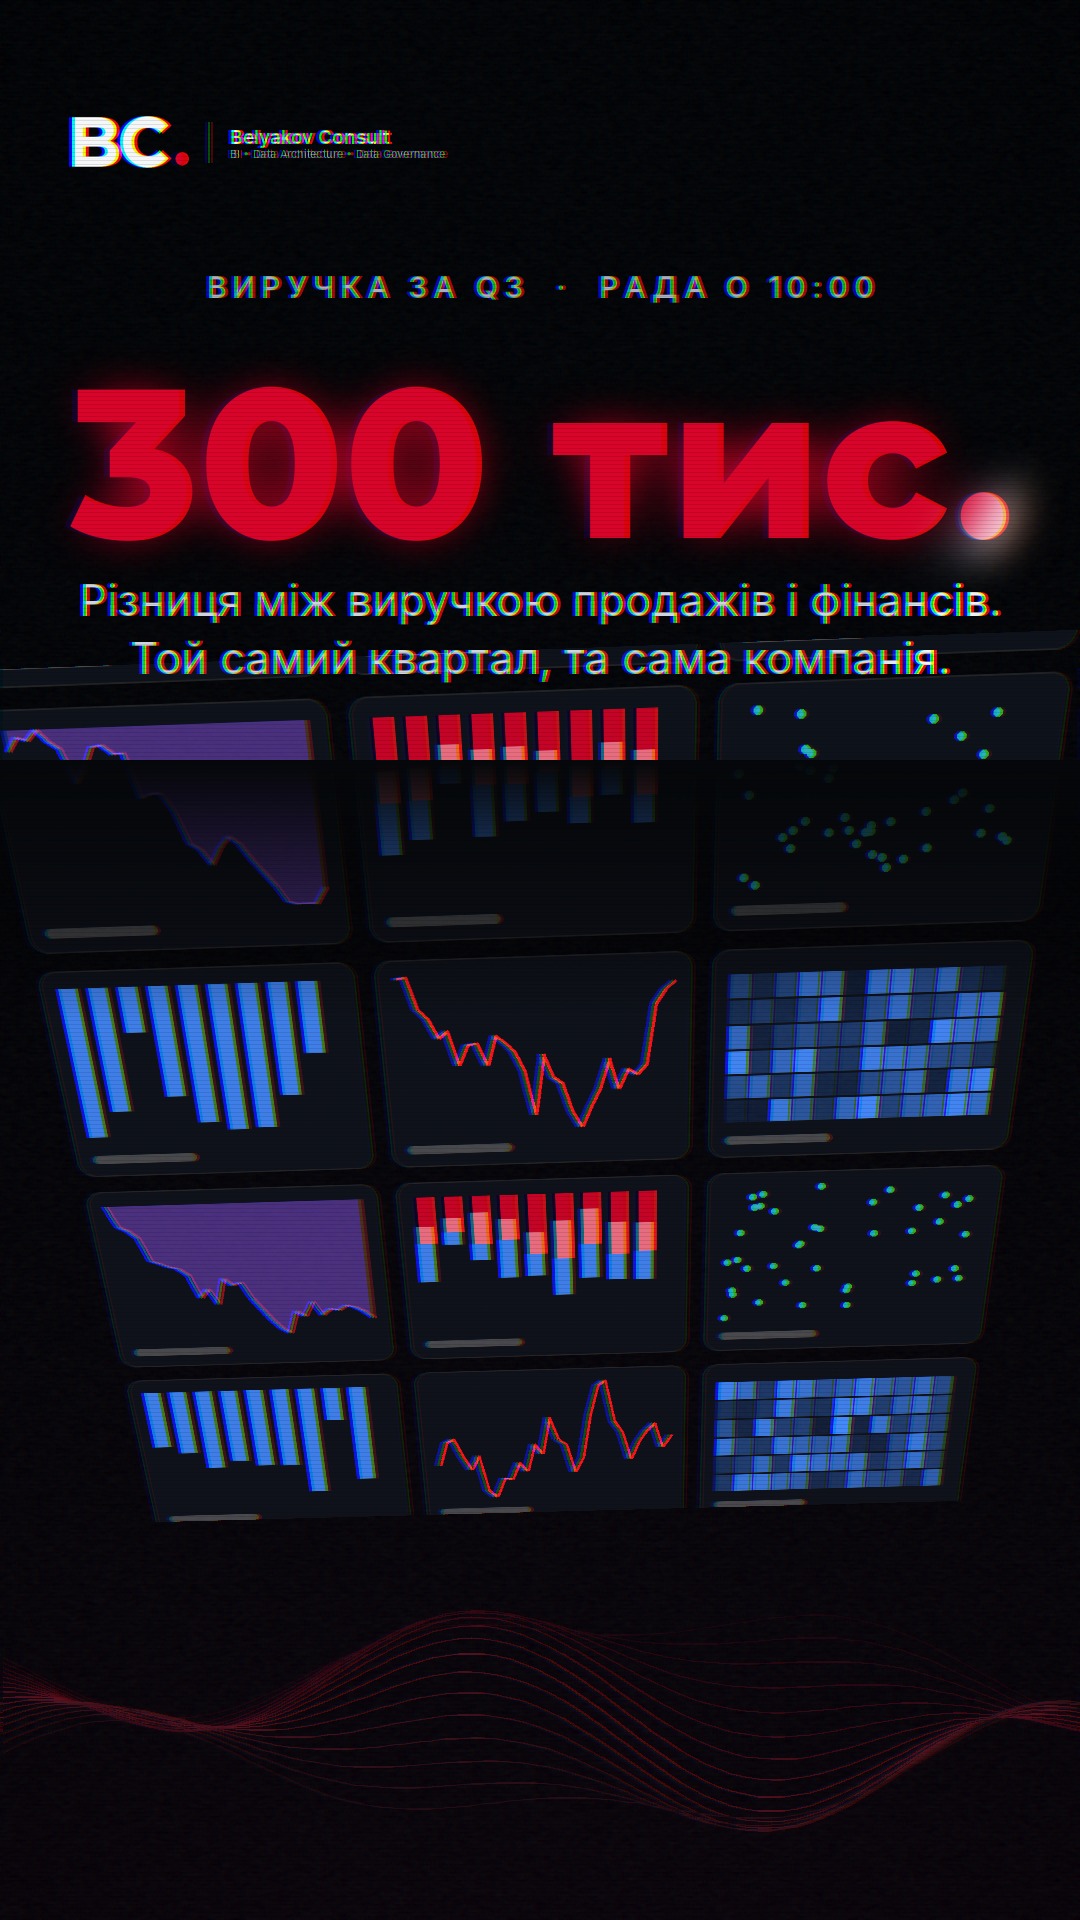 BC.
Belyakov Consult
BI • Data Architecture • Data Governance
ВИРУЧКА ЗА Q3 · РАДА О 10:00
300 тис.
Різниця між виручкою продажів і фінансів.
Той самий квартал, та сама компанія.